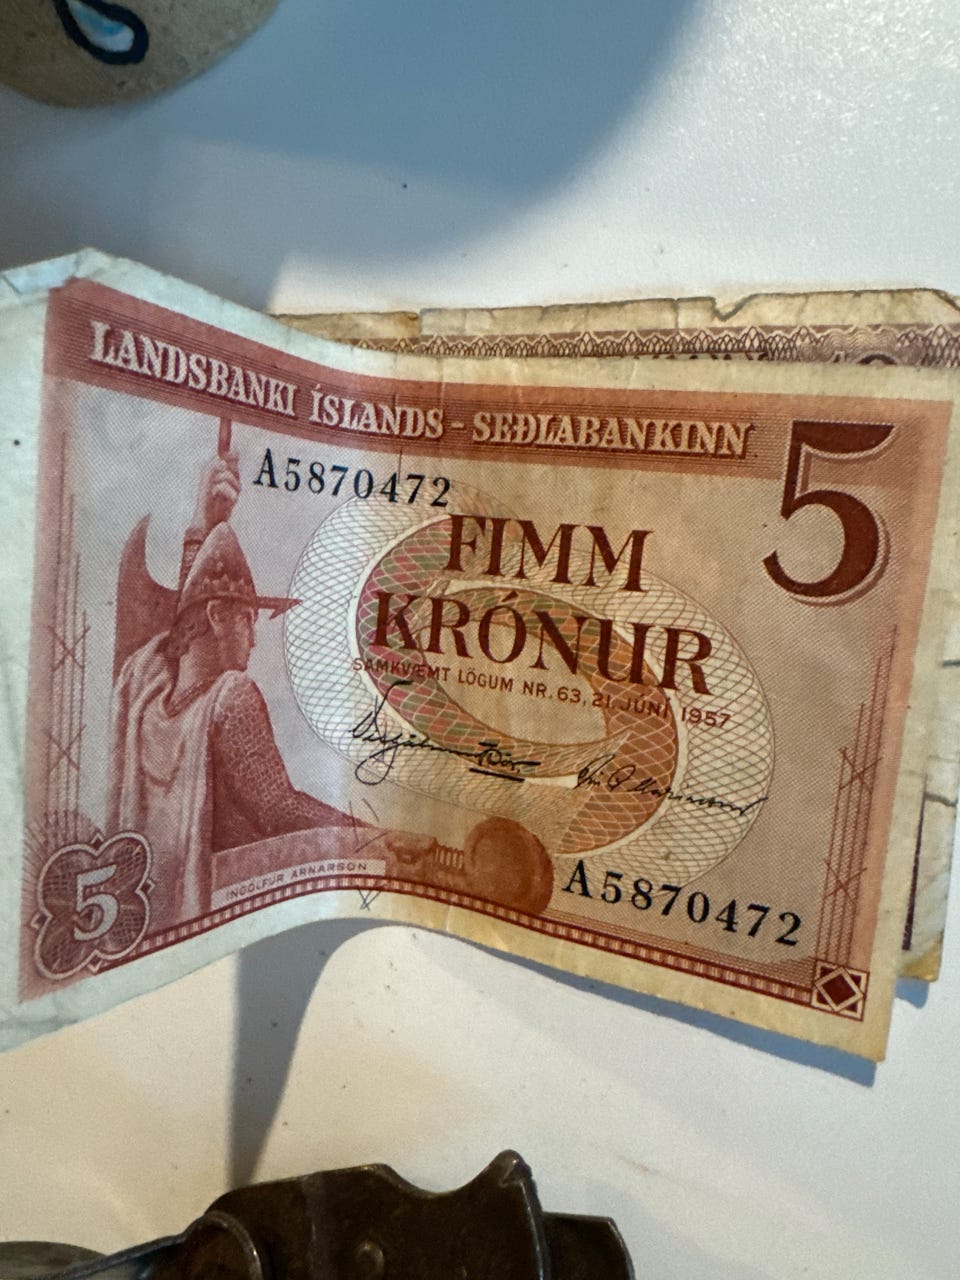 LANDSBANKI ÍSLANDS - SEÐLABANKINN
5
A5870472
FIMM
KRÓNUR
SAMKVÆMT LÖGUM NR. 63, 21. JÚNÍ 1957
INGÓLFUR ARNARSON
5
A5870472